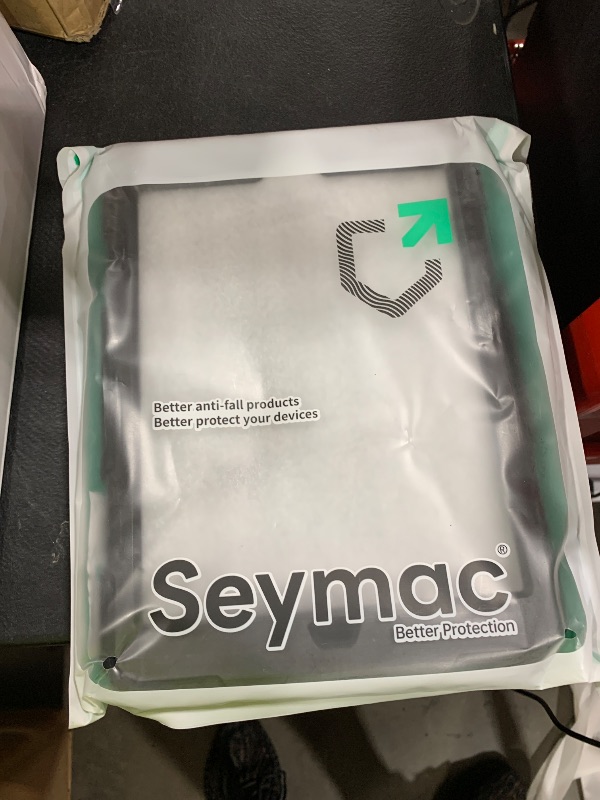 Better anti-fall products
Better protect your devices
Seymac®
Better Protection